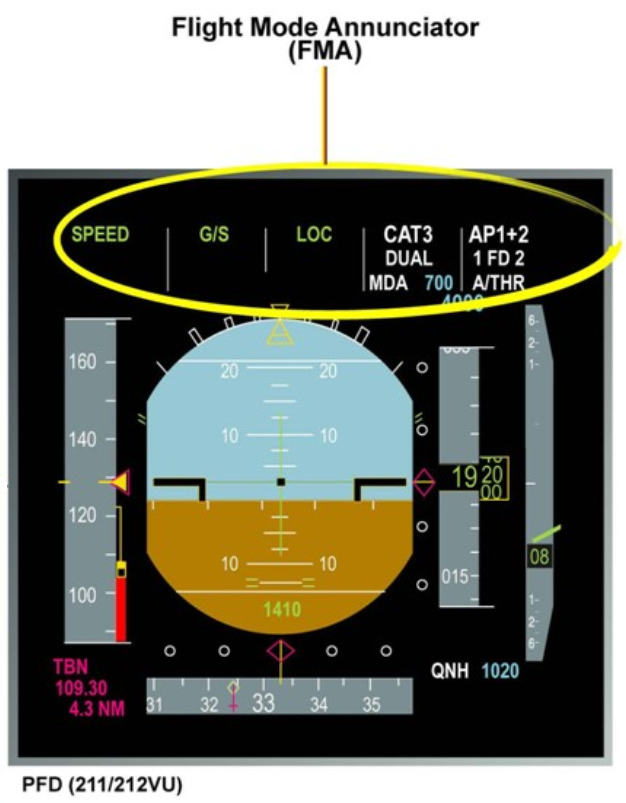 Flight Mode Annunciator
(FMA)
SPEED G/S LOC CAT3 AP1+2
DUAL 1 FD 2
MDA 700 A/THR
4000
160
140
120
100
20 20
10 10
10 10
1410
19 20
00
015
6
2
1
08
1
2
6
TBN
109.30
4.3 NM
31 32 33 34 35
QNH 1020
PFD (211/212VU)